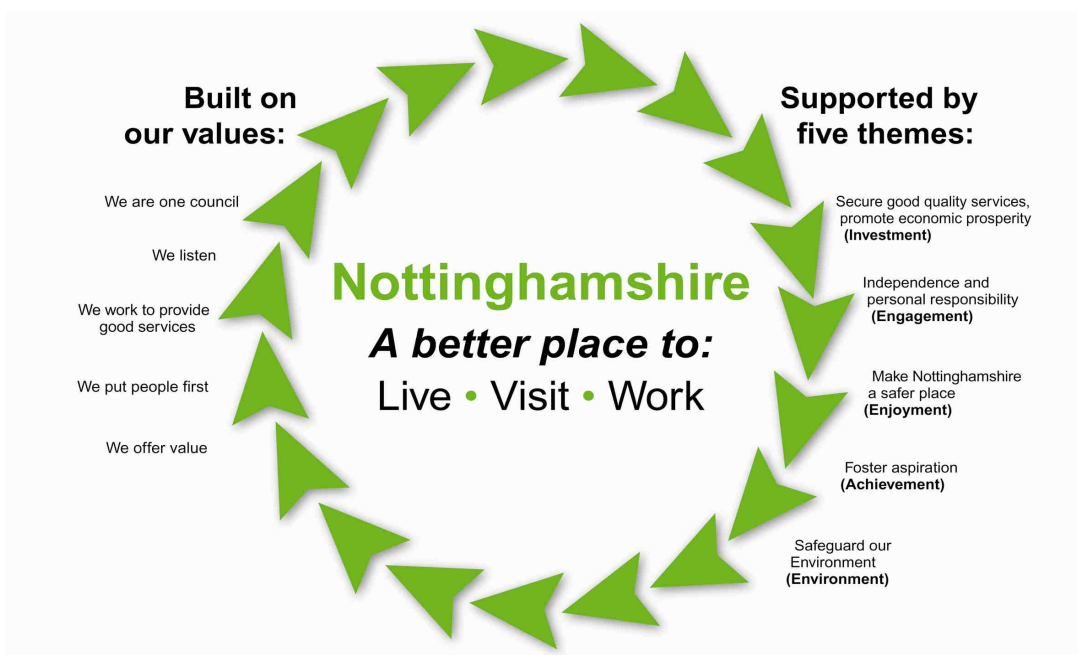 Built on
our values:
We are one council
We listen
We work to provide
good services
We put people first
We offer value
Nottinghamshire
A better place to:
Live • Visit • Work
Supported by
five themes:
Secure good quality services,
promote economic prosperity
(Investment)
Independence and
personal responsibility
(Engagement)
Make Nottinghamshire
a safer place
(Enjoyment)
Foster aspiration
(Achievement)
Safeguard our
Environment
(Environment)